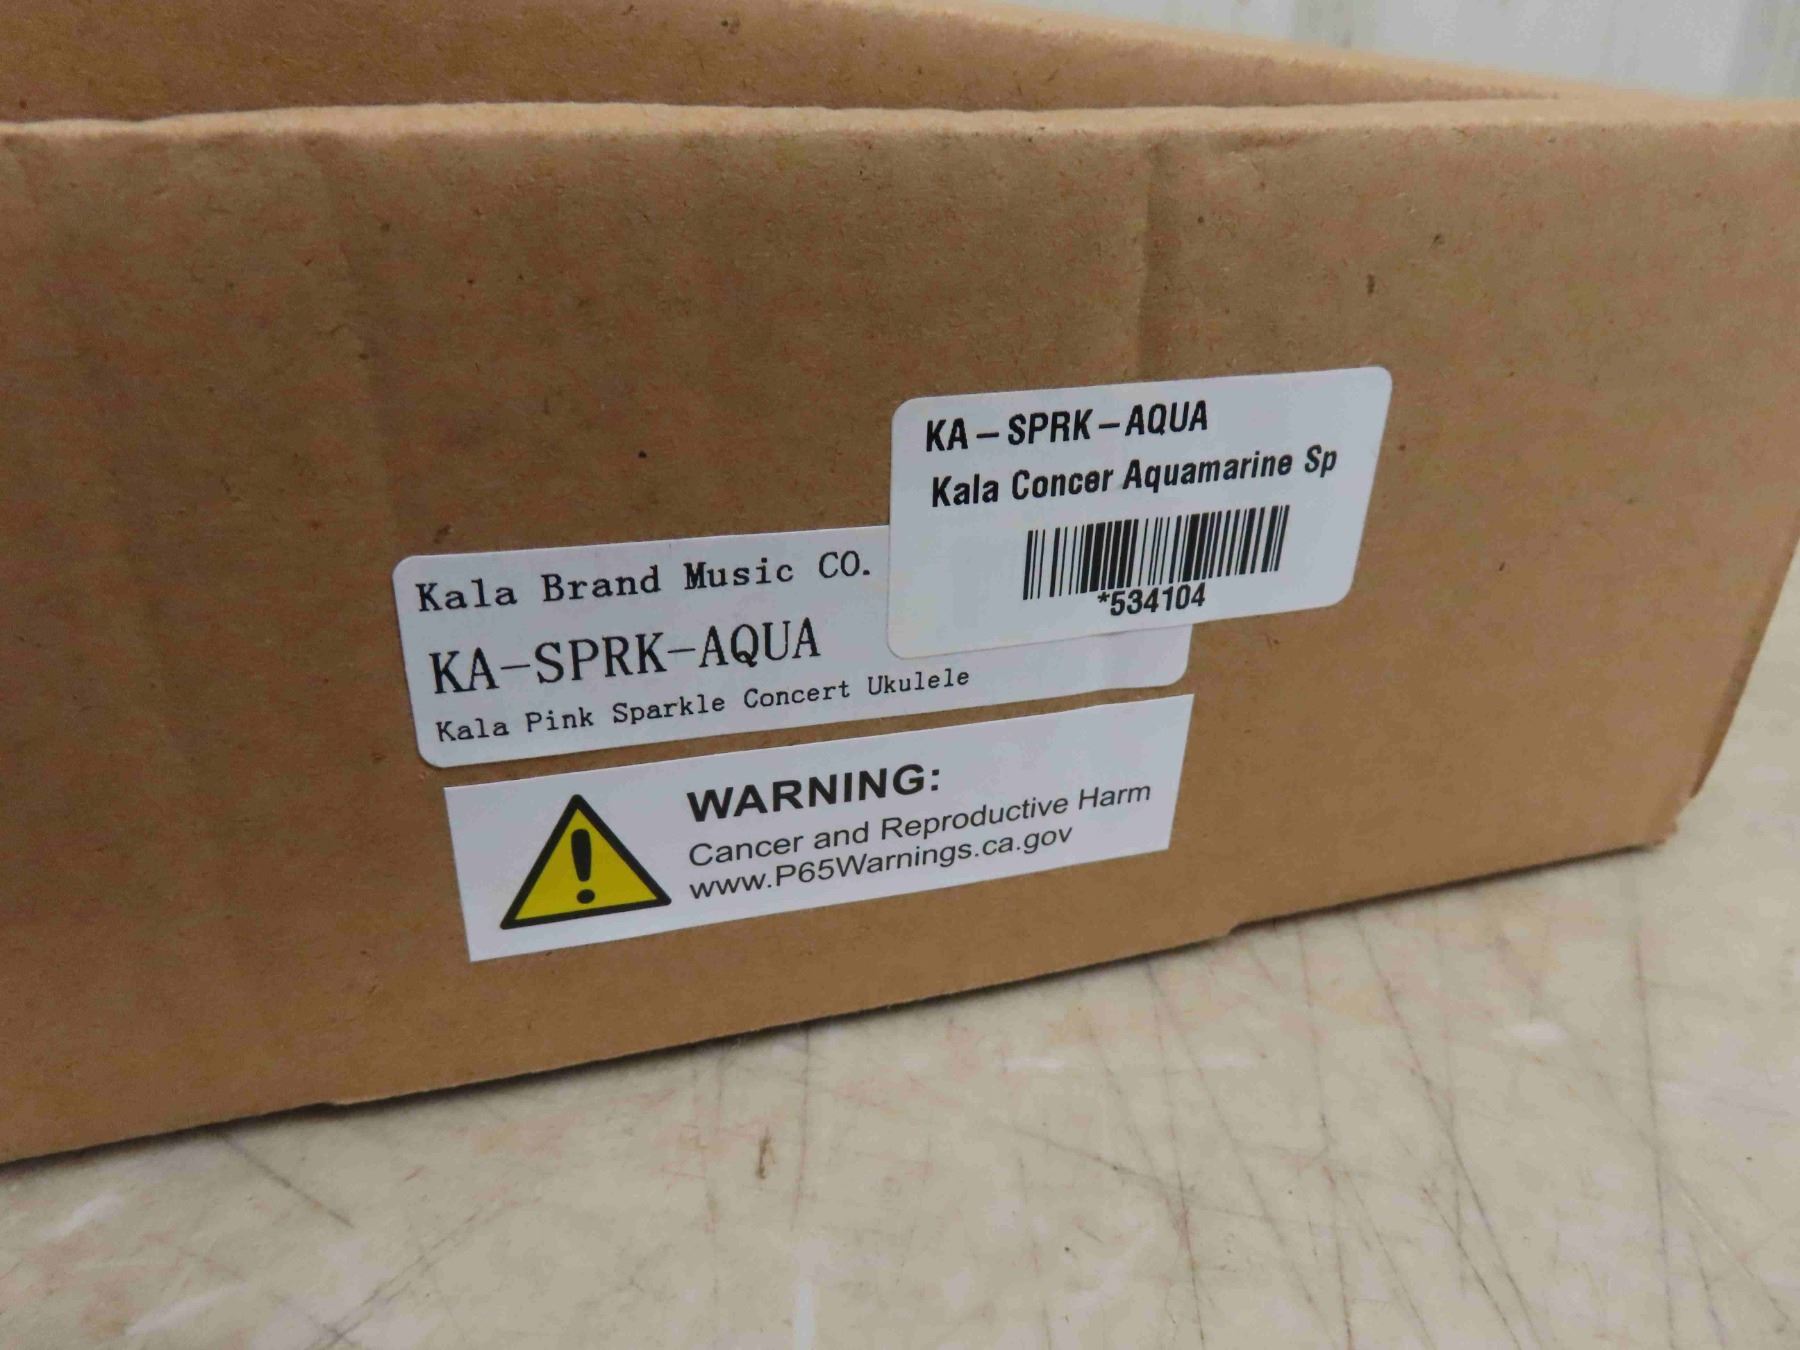 KA-SPRK-AQUA
Kala Concer Aquamarine Sp
*534104
Kala Brand Music CO.
KA-SPRK-AQUA
Kala Pink Sparkle Concert Ukulele
WARNING:
Cancer and Reproductive Harm
www.P65Warnings.ca.gov